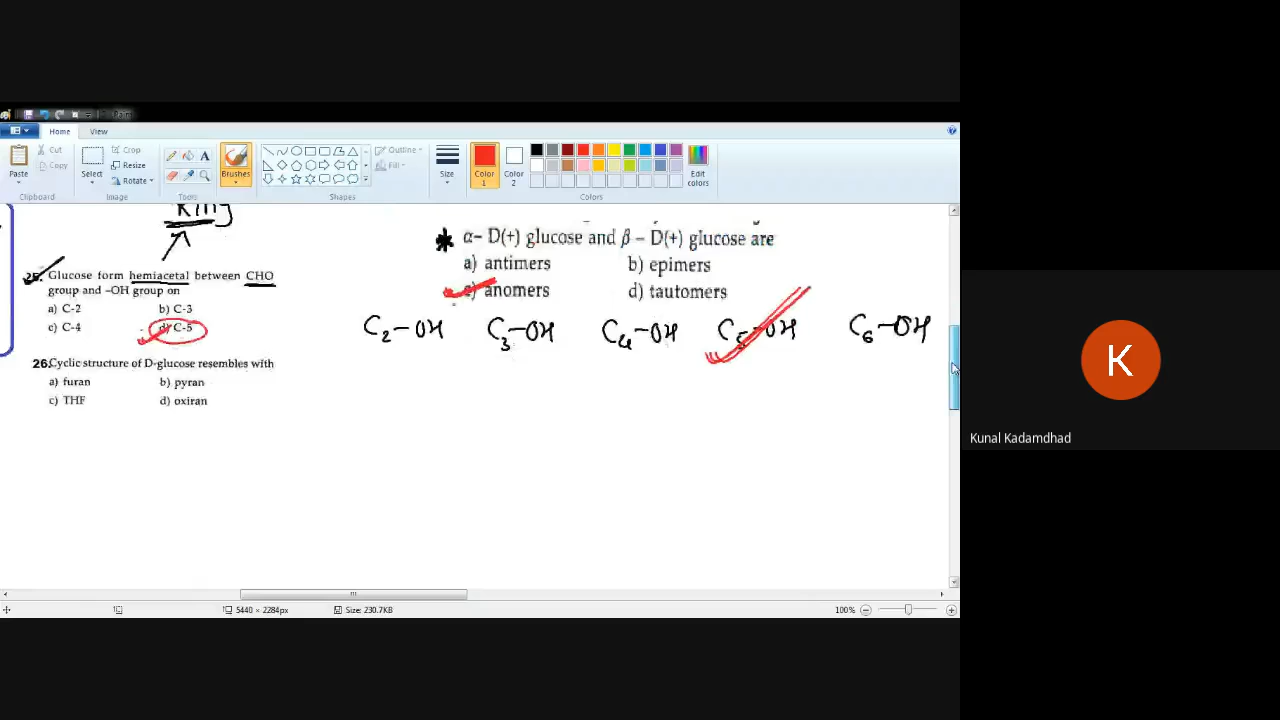 Paint
Home
View
Cut
Copy
Paste
Clipboard
Select
Crop
Resize
Rotate
Image
A
Tools
Brushes
Outline
Fill
Shapes
Size
Color 1
Color 2
Colors
Edit colors
25. Glucose form hemiacetal between CHO
group and –OH group on
a) C-2 b) C-3
c) C-4 d) C-5
26. Cyclic structure of D-glucose resembles with
a) furan b) pyran
c) THF d) oxiran
* α– D(+) glucose and β – D(+) glucose are
a) antimers b) epimers
c) anomers d) tautomers
C2–OH C3–OH C4–OH C5–OH C6–OH
5440 × 2284px
Size: 230.7KB
100%
K
Kunal Kadamdhad